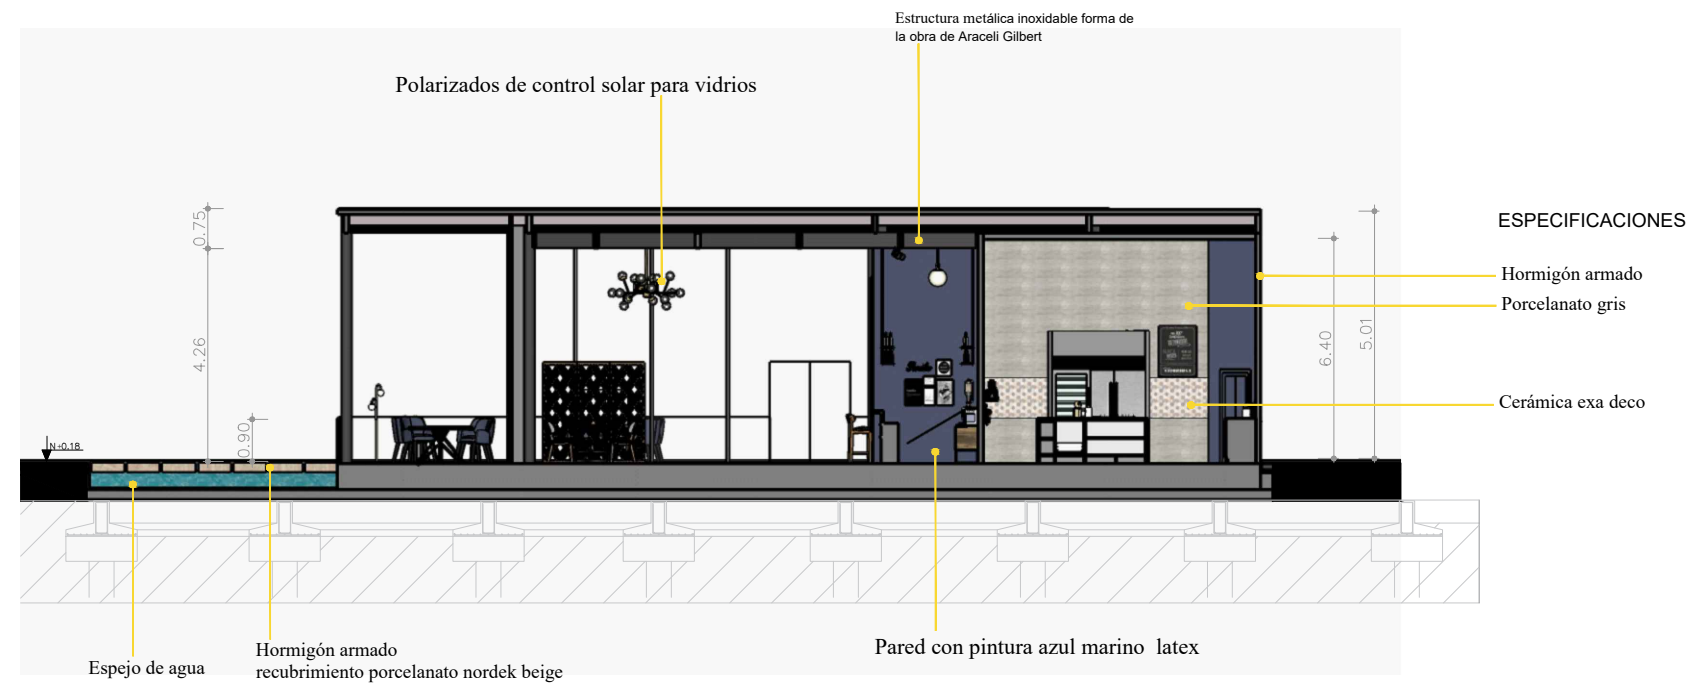 Estructura metálica inoxidable forma de
la obra de Araceli Gilbert
Polarizados de control solar para vidrios
0.75
4.26
0.90
N+0.18
ESPECIFICACIONES
Hormigón armado
Porcelanato gris
Cerámica exa deco
6.40
5.01
Pared con pintura azul marino latex
Hormigón armado
recubrimiento porcelanato nordek beige
Espejo de agua